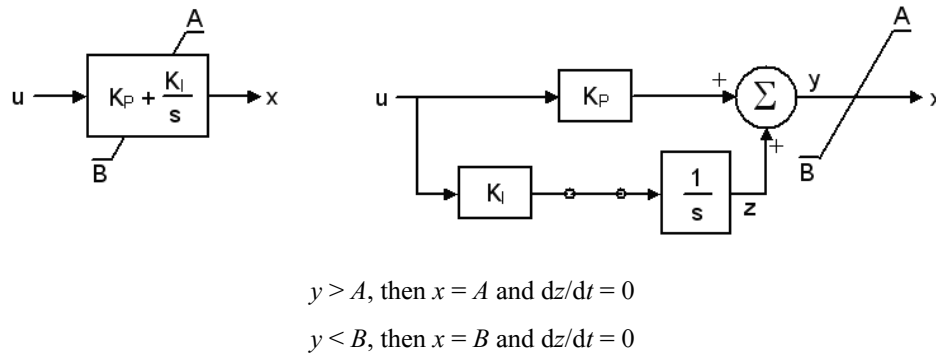 A
u
K_P + K_I / s
x
B
u
K_P
+
Σ
y
A
x
K_I
1 / s
z
+
B
y > A, then x = A and dz/dt = 0
y < B, then x = B and dz/dt = 0